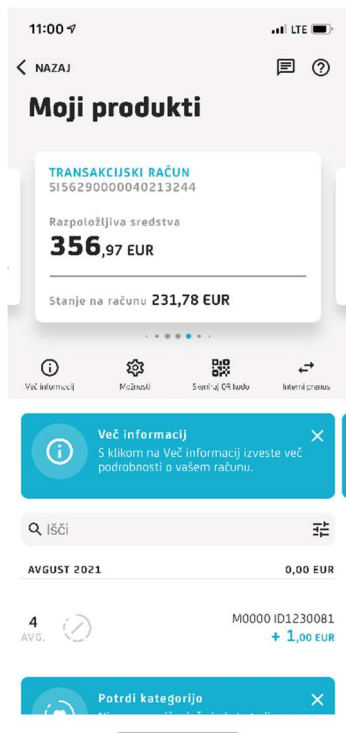 11:00
LTE
NAZAJ
Moji produkti
TRANSAKCIJSKI RAČUN
SI56290000040213244
Razpoložljiva sredstva
356,97 EUR
Stanje na računu 231,78 EUR
Več informacij
Možnosti
Skeniraj QR kodo
Interni prenos
Več informacij
S klikom na Več informacij izveste več
podrobnosti o vašem računu.
Išči
AVGUST 2021 0,00 EUR
4
AVG.
M0000 ID1230081
+ 1,00 EUR
Potrdi kategorijo